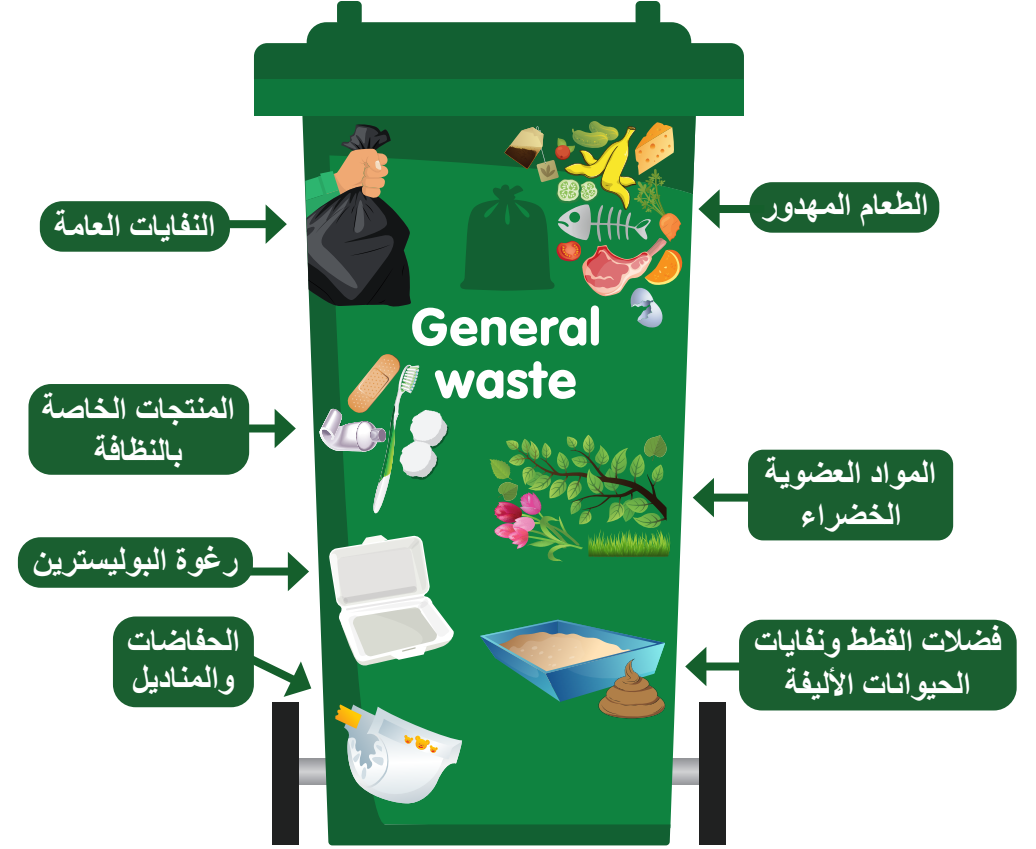 الطعام المهدور
النفايات العامة
General
waste
المنتجات الخاصة
بالنظافة
المواد العضوية
الخضراء
رغوة البوليسترين
الحفاضات
والمناديل
فضلات القطط ونفايات
الحيوانات الأليفة